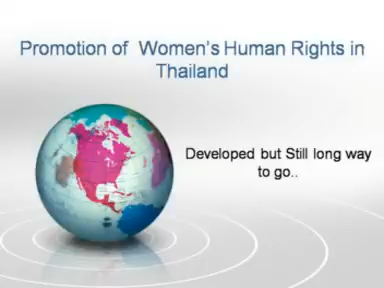 Promotion of  Women's Human Rights in
Thailand
Developed but Still long way
to go..